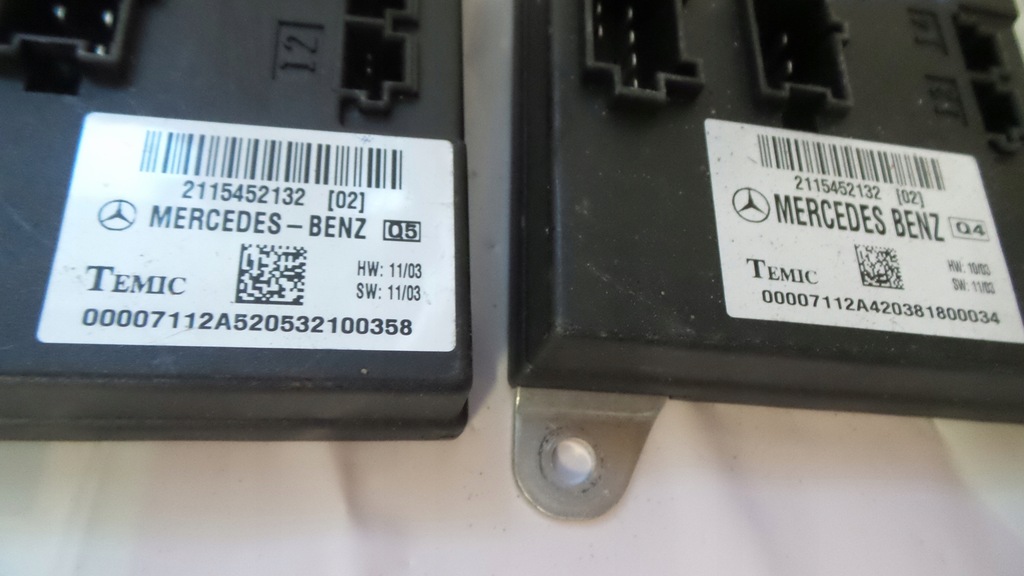 12
2115452132 [02]
MERCEDES-BENZ Q5
TEMIC
HW: 11/03
SW: 11/03
00007112A520532100358
2115452132 [02]
MERCEDES BENZ Q4
TEMIC
HW: 10/03
SW: 11/03
00007112A420381800034